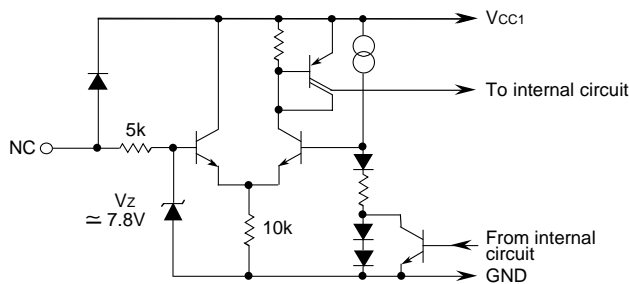 VCC1
To internal circuit
5k
NC
VZ
≃ 7.8V
10k
From internal
circuit
GND